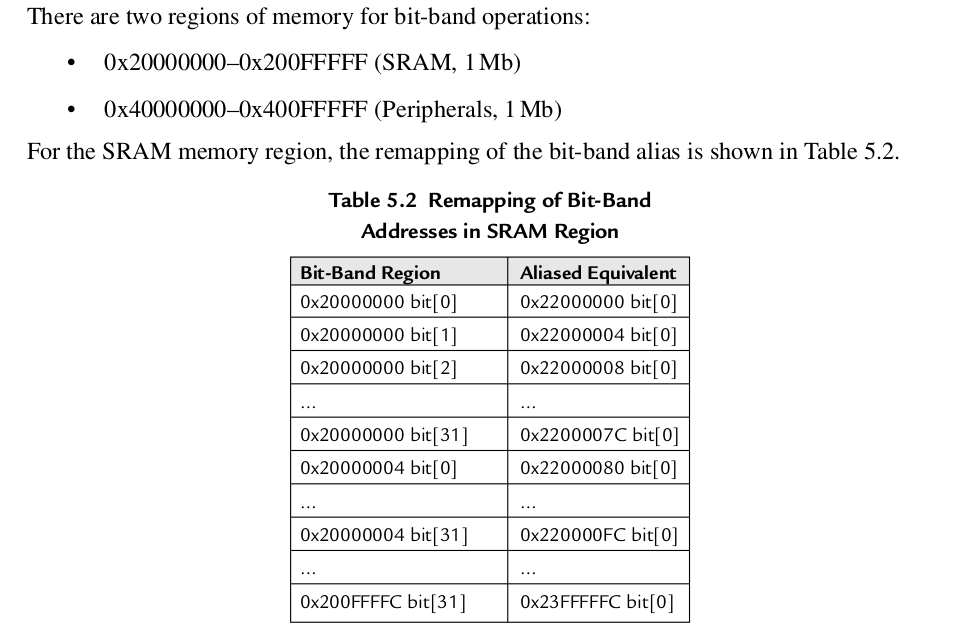 There are two regions of memory for bit-band operations:
• 0x20000000–0x200FFFFF (SRAM, 1 Mb)
• 0x40000000–0x400FFFFF (Peripherals, 1 Mb)
For the SRAM memory region, the remapping of the bit-band alias is shown in Table 5.2.
Table 5.2 Remapping of Bit-Band
Addresses in SRAM Region
Bit-Band Region Aliased Equivalent
0x20000000 bit[0] 0x22000000 bit[0]
0x20000000 bit[1] 0x22000004 bit[0]
0x20000000 bit[2] 0x22000008 bit[0]
... ...
0x20000000 bit[31] 0x2200007C bit[0]
0x20000004 bit[0] 0x22000080 bit[0]
... ...
0x20000004 bit[31] 0x220000FC bit[0]
... ...
0x200FFFFC bit[31] 0x23FFFFFC bit[0]